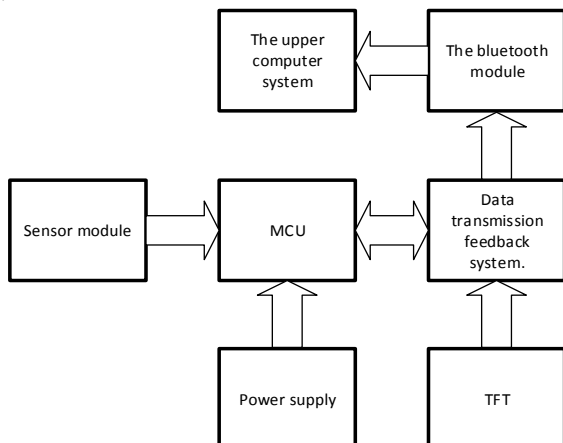 The upper
computer
system
The bluetooth
module
Sensor module
MCU
Data
transmission
feedback
system.
Power supply
TFT